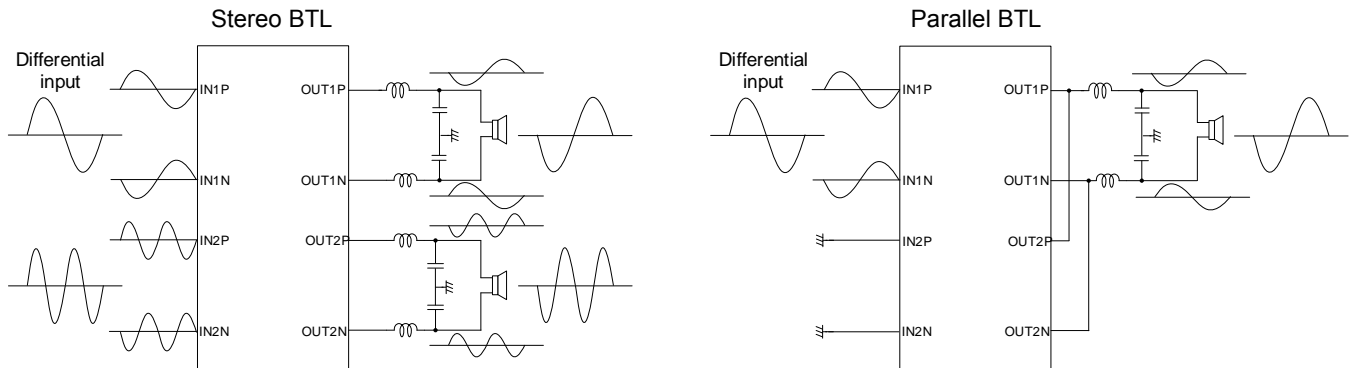 Stereo BTL
Differential
input
IN1P
IN1N
IN2P
IN2N
OUT1P
OUT1N
OUT2P
OUT2N
Parallel BTL
Differential
input
IN1P
IN1N
IN2P
IN2N
OUT1P
OUT1N
OUT2P
OUT2N